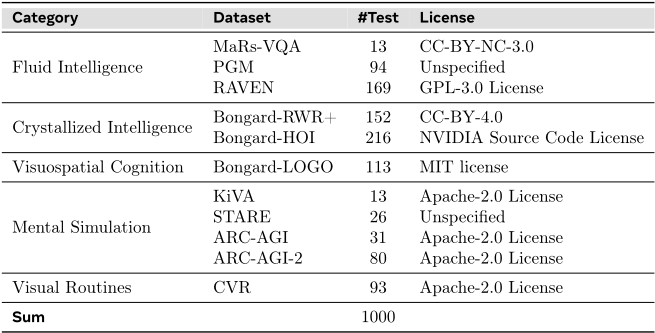 Category Dataset #Test License
Fluid Intelligence
MaRs-VQA 13 CC-BY-NC-3.0
PGM 94 Unspecified
RAVEN 169 GPL-3.0 License
Crystallized Intelligence
Bongard-RWR+ 152 CC-BY-4.0
Bongard-HOI 216 NVIDIA Source Code License
Visuospatial Cognition Bongard-LOGO 113 MIT license
Mental Simulation
KiVA 13 Apache-2.0 License
STARE 26 Unspecified
ARC-AGI 31 Apache-2.0 License
ARC-AGI-2 80 Apache-2.0 License
Visual Routines CVR 93 Apache-2.0 License
Sum 1000